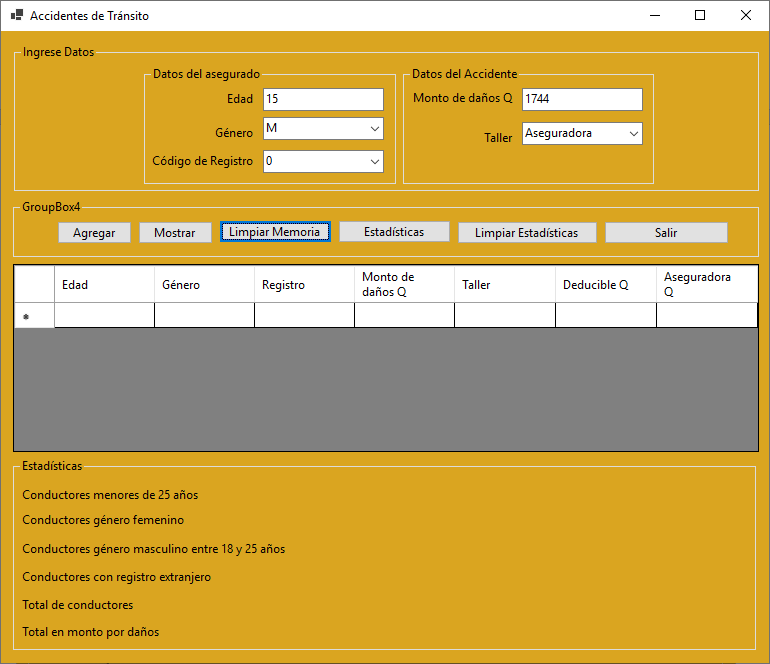 Accidentes de Tránsito
Ingrese Datos
Datos del asegurado
Edad 15
Género M
Código de Registro 0
Datos del Accidente
Monto de daños Q 1744
Taller Aseguradora
GroupBox4
Agregar Mostrar Limpiar Memoria Estadísticas Limpiar Estadísticas Salir
Edad Género Registro Monto de daños Q Taller Deducible Q Aseguradora Q
Estadísticas
Conductores menores de 25 años
Conductores género femenino
Conductores género masculino entre 18 y 25 años
Conductores con registro extranjero
Total de conductores
Total en monto por daños